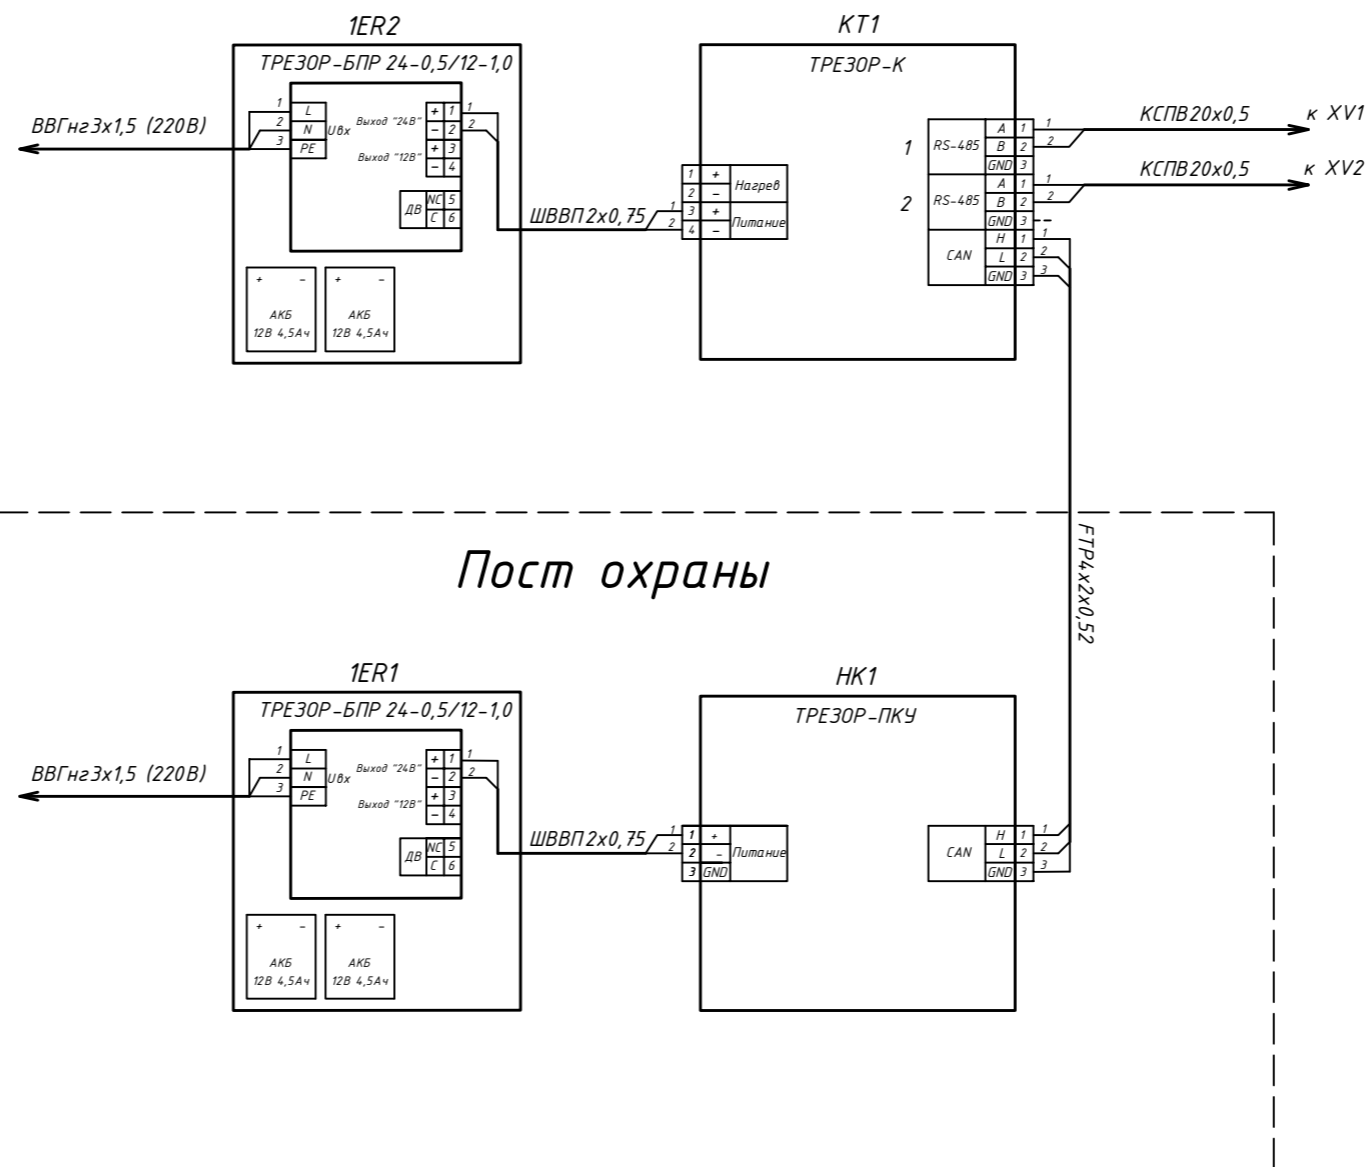 1ER2
ТРЕЗОР-БПР 24-0,5/12-1,0
ВВГнг3х1,5 (220В)
1 L
2 N
3 PE
Uвх
Выход "24В"
+ 1 1
- 2 2
Выход "12В"
+ 3
- 4
ДВ
NC 5
C 6
+ -
АКБ
12В 4,5Ач
+ -
АКБ
12В 4,5Ач
ШВВП2х0,75
КТ1
ТРЕЗОР-К
1 + Нагрев
2 -
1 3 + Питание
2 4 -
1 RS-485
A 1 1
B 2 2
GND 3
КСПВ20х0,5
к XV1
2 RS-485
A 1 1
B 2 2
GND 3
КСПВ20х0,5
к XV2
CAN
H 1 1
L 2 2
GND 3 3
FTP4х2х0,52
Пост охраны
1ER1
ТРЕЗОР-БПР 24-0,5/12-1,0
ВВГнг3х1,5 (220В)
1 L
2 N
3 PE
Uвх
Выход "24В"
+ 1 1
- 2 2
Выход "12В"
+ 3
- 4
ДВ
NC 5
C 6
+ -
АКБ
12В 4,5Ач
+ -
АКБ
12В 4,5Ач
ШВВП2х0,75
НК1
ТРЕЗОР-ПКУ
1 1 + Питание
2 2 -
3 GND
CAN
H 1 1
L 2 2
GND 3 3